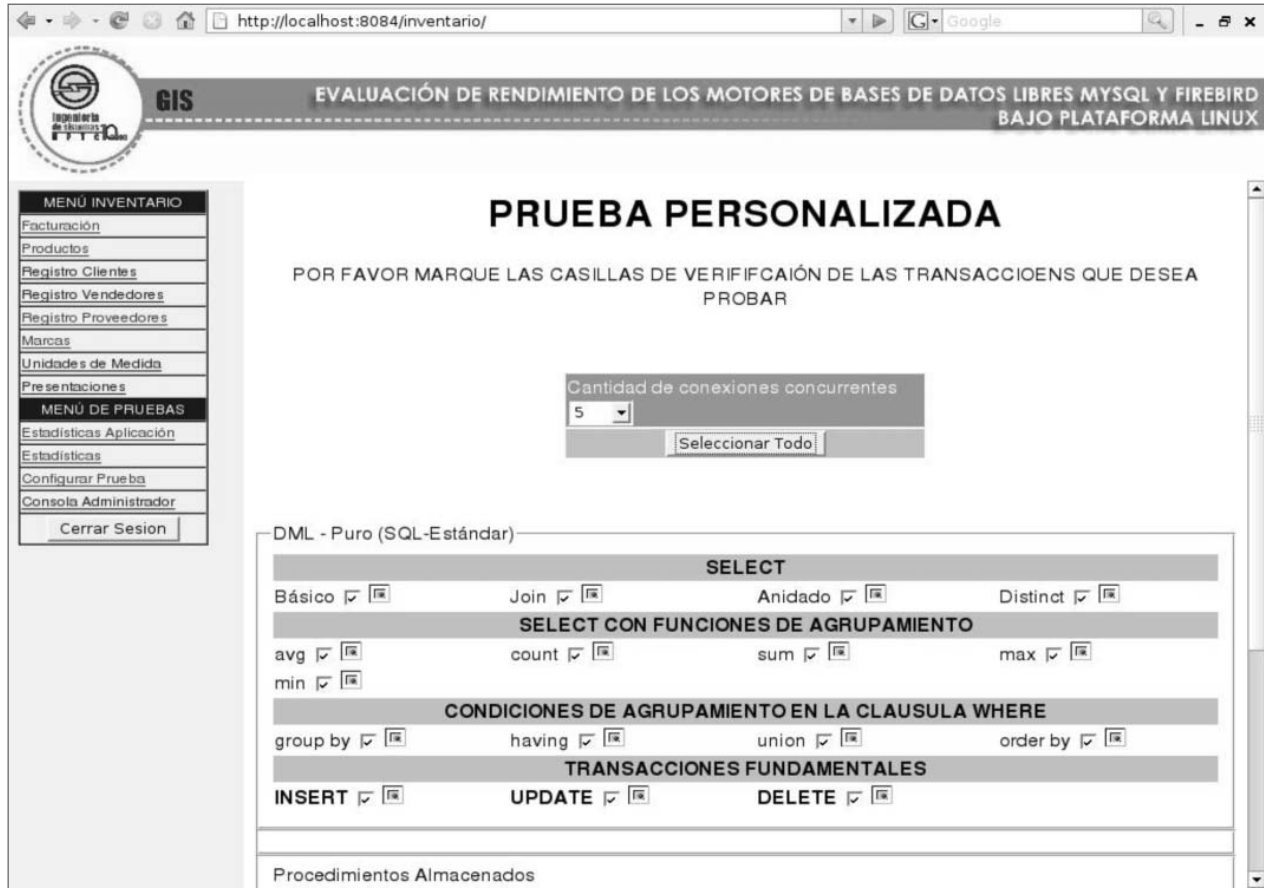 http://localhost:8084/inventario/
G
Google
Ingeniería
de sistemas
GIS
EVALUACIÓN DE RENDIMIENTO DE LOS MOTORES DE BASES DE DATOS LIBRES MYSQL Y FIREBIRD
BAJO PLATAFORMA LINUX
MENÚ INVENTARIO
Facturación
Productos
Registro Clientes
Registro Vendedores
Registro Proveedores
Marcas
Unidades de Medida
Presentaciones
MENÚ DE PRUEBAS
Estadísticas Aplicación
Estadísticas
Configurar Prueba
Consola Administrador
Cerrar Sesion
PRUEBA PERSONALIZADA
POR FAVOR MARQUE LAS CASILLAS DE VERIFIFCAIÓN DE LAS TRANSACCIOENS QUE DESEA
PROBAR
Cantidad de conexiones concurrentes
5
Seleccionar Todo
DML - Puro (SQL-Estándar)
SELECT
Básico Join Anidado Distinct
SELECT CON FUNCIONES DE AGRUPAMIENTO
avg count sum max
min
CONDICIONES DE AGRUPAMIENTO EN LA CLAUSULA WHERE
group by having union order by
TRANSACCIONES FUNDAMENTALES
INSERT UPDATE DELETE
Procedimientos Almacenados